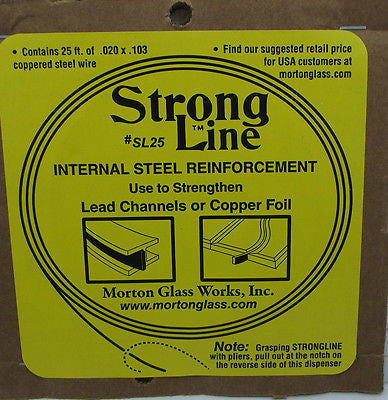 • Contains 25 ft. of .020 x .103
coppered steel wire
• Find our suggested retail price
for USA customers at
mortonglass.com
Strong
Line™
#SL25
INTERNAL STEEL REINFORCEMENT
Use to Strengthen
Lead Channels or Copper Foil
Morton Glass Works, Inc.
www.mortonglass.com
Note: Grasping STRONGLINE
with pliers, pull out at the notch on
the reverse side of this dispenser